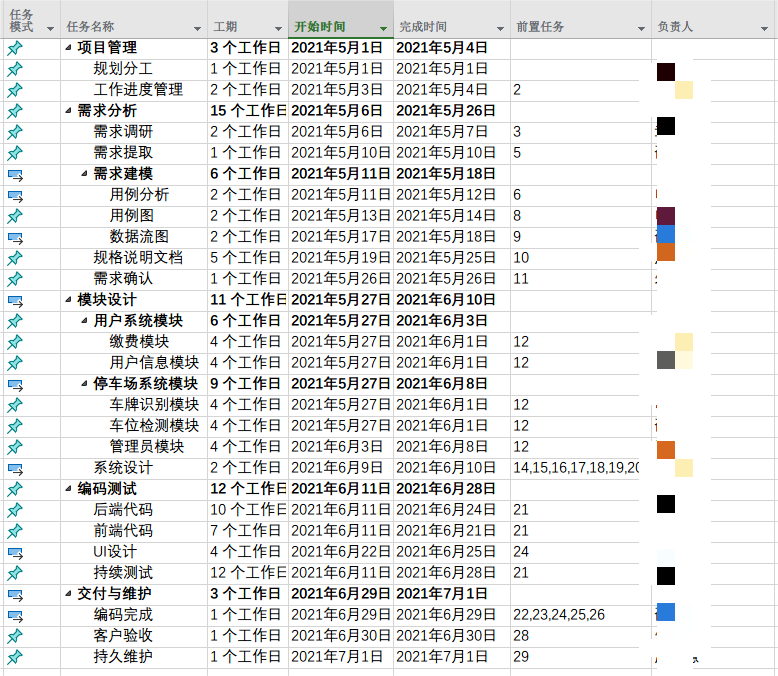 任务模式 任务名称 工期 开始时间 完成时间 前置任务 负责人
项目管理 3 个工作日 2021年5月1日 2021年5月4日
规划分工 1 个工作日 2021年5月1日 2021年5月1日
工作进度管理 2 个工作日 2021年5月3日 2021年5月4日 2
需求分析 15 个工作日 2021年5月6日 2021年5月26日
需求调研 2 个工作日 2021年5月6日 2021年5月7日 3
需求提取 1 个工作日 2021年5月10日 2021年5月10日 5
需求建模 6 个工作日 2021年5月11日 2021年5月18日
用例分析 2 个工作日 2021年5月11日 2021年5月12日 6
用例图 2 个工作日 2021年5月13日 2021年5月14日 8
数据流图 2 个工作日 2021年5月17日 2021年5月18日 9
规格说明文档 5 个工作日 2021年5月19日 2021年5月25日 10
需求确认 1 个工作日 2021年5月26日 2021年5月26日 11
模块设计 11 个工作日 2021年5月27日 2021年6月10日
用户系统模块 6 个工作日 2021年5月27日 2021年6月3日
缴费模块 4 个工作日 2021年5月27日 2021年6月1日 12
用户信息模块 4 个工作日 2021年5月27日 2021年6月1日 12
停车场系统模块 9 个工作日 2021年5月27日 2021年6月8日
车牌识别模块 4 个工作日 2021年5月27日 2021年6月1日 12
车位检测模块 4 个工作日 2021年5月27日 2021年6月1日 12
管理员模块 4 个工作日 2021年6月3日 2021年6月8日 12
系统设计 2 个工作日 2021年6月9日 2021年6月10日 14,15,16,17,18,19,20
编码测试 12 个工作日 2021年6月11日 2021年6月28日
后端代码 10 个工作日 2021年6月11日 2021年6月24日 21
前端代码 7 个工作日 2021年6月11日 2021年6月21日 21
UI设计 4 个工作日 2021年6月22日 2021年6月25日 24
持续测试 12 个工作日 2021年6月11日 2021年6月28日 21
交付与维护 3 个工作日 2021年6月29日 2021年7月1日
编码完成 1 个工作日 2021年6月29日 2021年6月29日 22,23,24,25,26
客户验收 1 个工作日 2021年6月30日 2021年6月30日 28
持久维护 1 个工作日 2021年7月1日 2021年7月1日 29